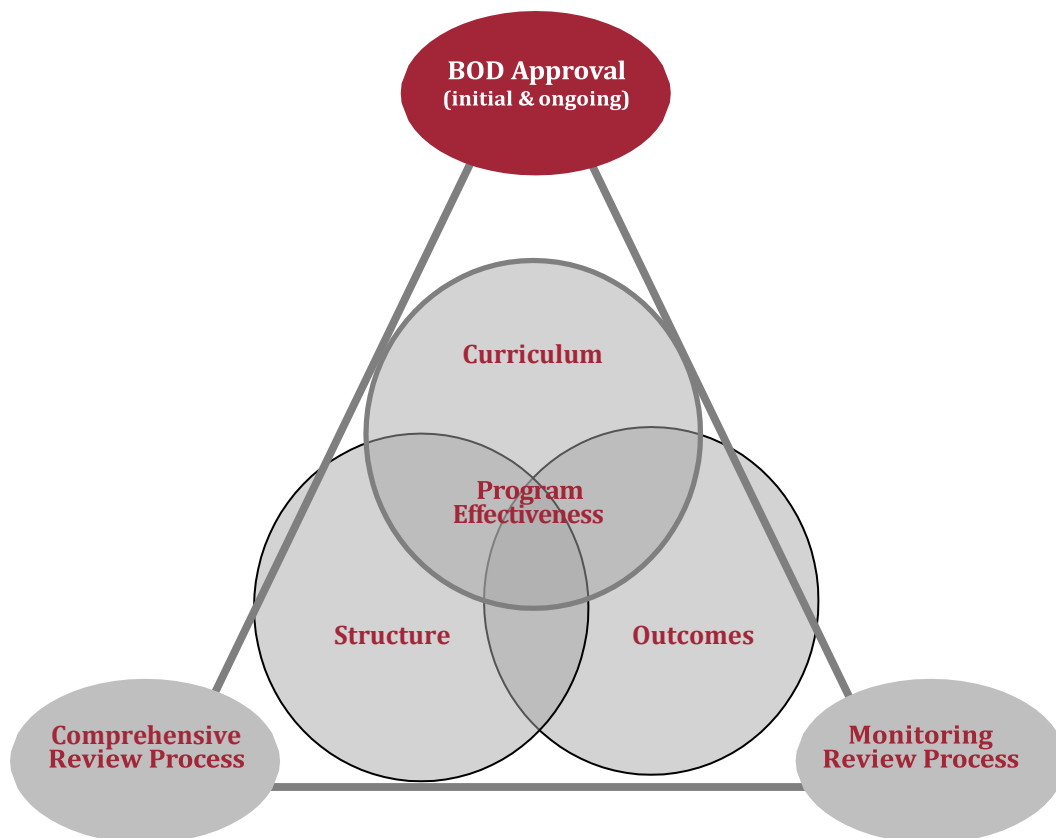 BOD Approval
(initial & ongoing)
Curriculum
Program
Effectiveness
Structure
Outcomes
Comprehensive
Review Process
Monitoring
Review Process